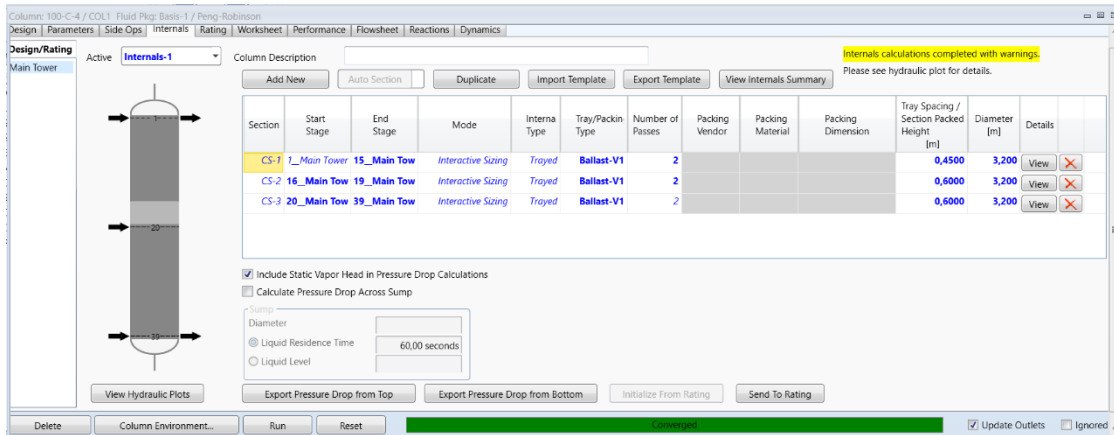 Column: 100-C-4 / COL1 Fluid Pkg: Basis-1 / Peng-Robinson
Design Parameters Side Ops Internals Rating Worksheet Performance Flowsheet Reactions Dynamics
Design/Rating
Main Tower
Active Internals-1 Column Description
Internals calculations completed with warnings.
Please see hydraulic plot for details.
Add New Auto Section Duplicate Import Template Export Template View Internals Summary
Section Start Stage End Stage Mode Interna Type Tray/Packin Type Number of Passes Packing Vendor Packing Material Packing Dimension Tray Spacing / Section Packed Height [m] Diameter [m] Details
CS-1 1_Main Tower 15_Main Tow Interactive Sizing Trayed Ballast-V1 2 0,4500 3,200 View
CS-2 16_Main Tow 19_Main Tow Interactive Sizing Trayed Ballast-V1 2 0,6000 3,200 View
CS-3 20_Main Tow 39_Main Tow Interactive Sizing Trayed Ballast-V1 2 0,6000 3,200 View
1
20
39
Include Static Vapor Head in Pressure Drop Calculations
Calculate Pressure Drop Across Sump
Sump
Diameter
Liquid Residence Time 60,00 seconds
Liquid Level
View Hydraulic Plots Export Pressure Drop from Top Export Pressure Drop from Bottom Initialize From Rating Send To Rating
Delete Column Environment... Run Reset Converged Update Outlets Ignored